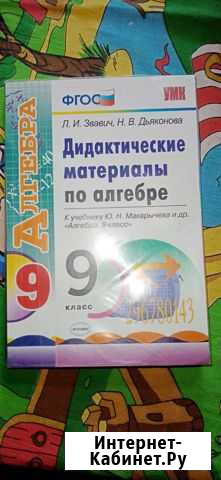 ФГОС
УМК
Л. И. Звавич, Н. В. Дьяконова
Дидактические
материалы
по алгебре
К учебнику Ю. Н. Макарычева и др.
«Алгебра. 9 класс»
АЛГЕБРА
9
9
класс
Интернет-
Кабинет.Ру